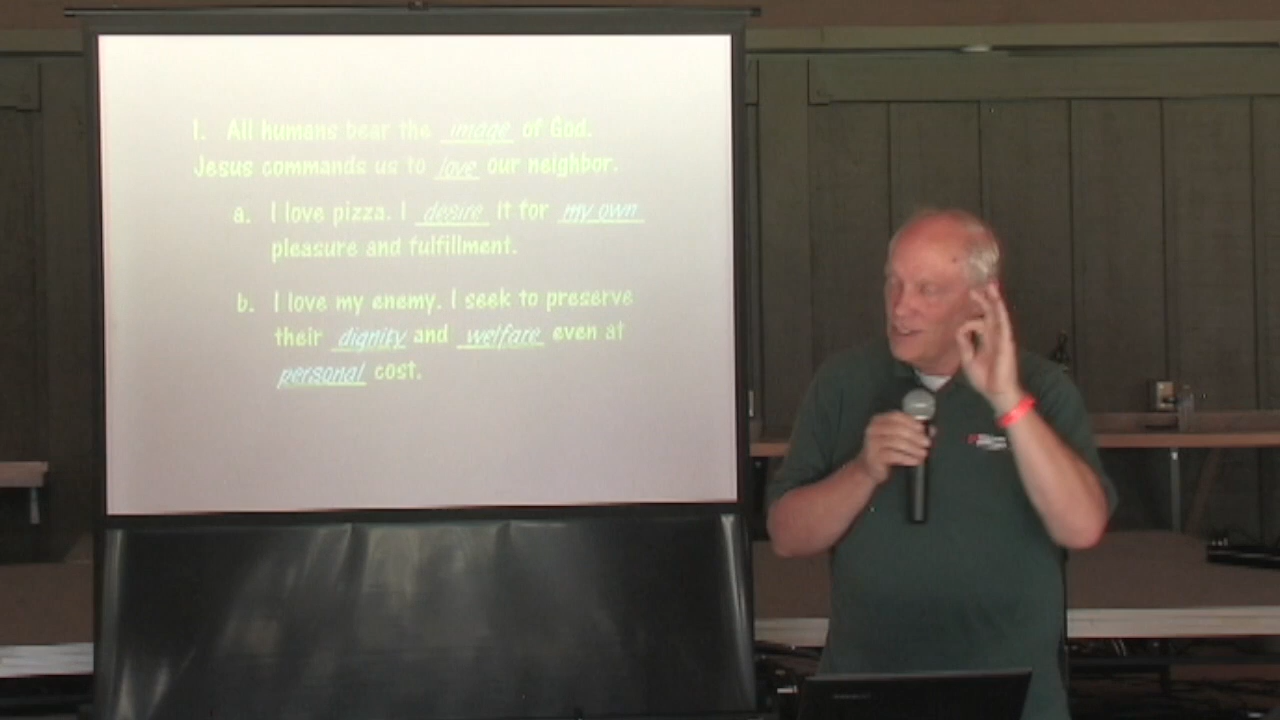 1. All humans bear the image of God.
Jesus commands us to love our neighbor.
a. I love pizza. I desire it for my own
pleasure and fulfillment.
b. I love my enemy. I seek to preserve
their dignity and welfare even at
personal cost.